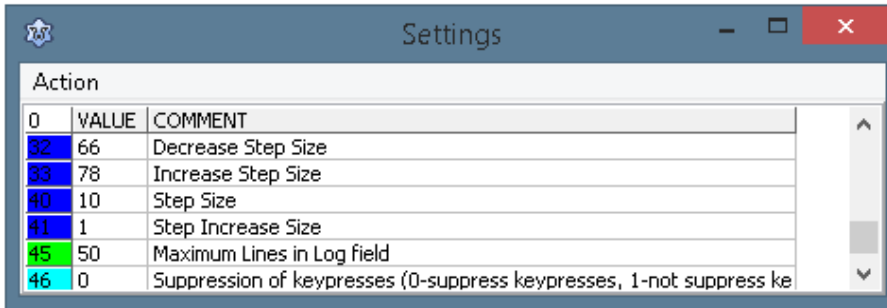 Settings
Action
0 VALUE COMMENT
32 66 Decrease Step Size
33 78 Increase Step Size
40 10 Step Size
41 1 Step Increase Size
45 50 Maximum Lines in Log field
46 0 Suppression of keypresses (0-suppress keypresses, 1-not suppress ke